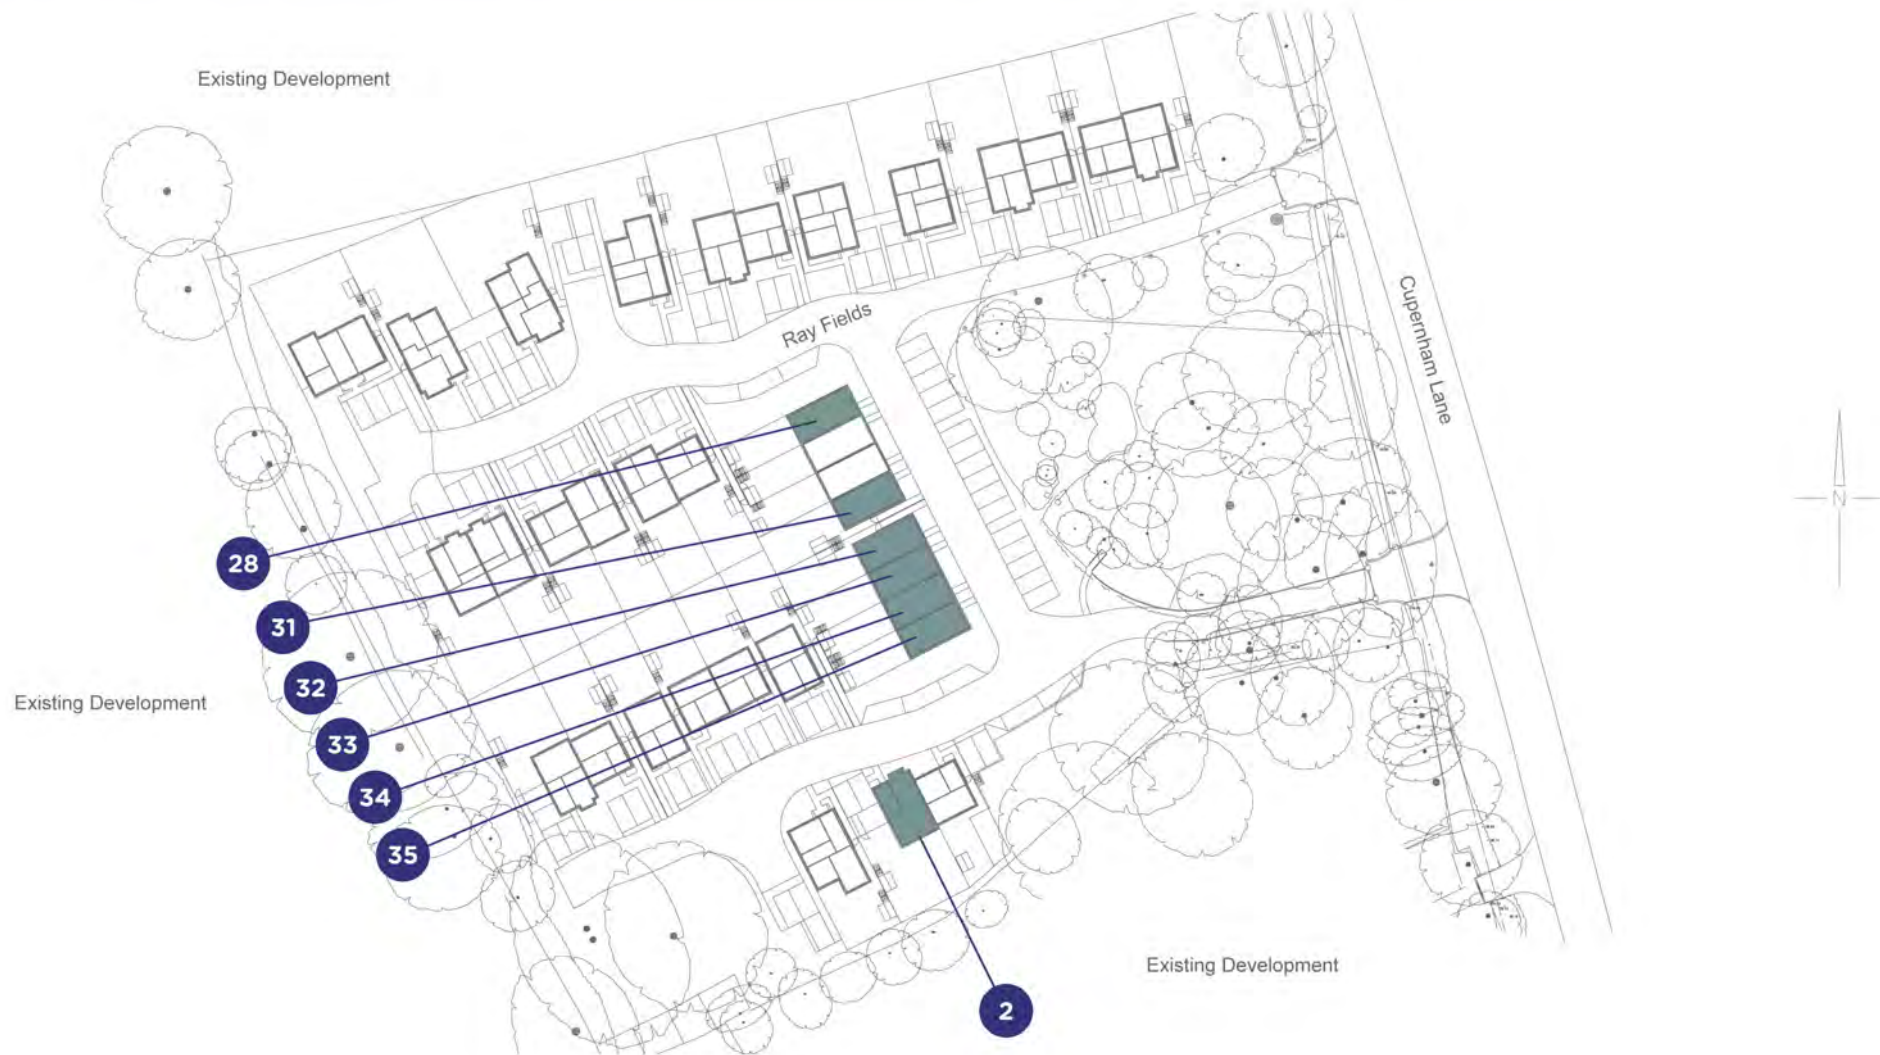 Existing Development
Ray Fields
Cupernham Lane
N
28
31
32
33
Existing Development
34
35
Existing Development
2